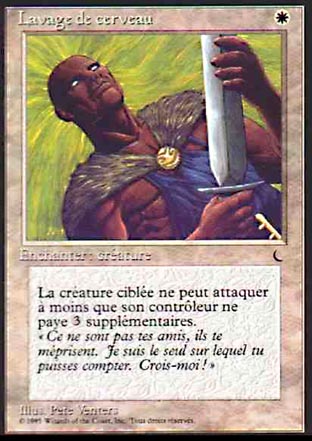 Lavage de cerveau
Enchanter : créature
La créature ciblée ne peut attaquer
à moins que son contrôleur ne
paye 3 supplémentaires.
« Ce ne sont pas tes amis, ils te
méprisent. Je suis le seul sur lequel tu
puisses compter. Crois-moi ! »
Illus. Pete Venters
© 1995 Wizards of the Coast, Inc. Tous droits réservés.